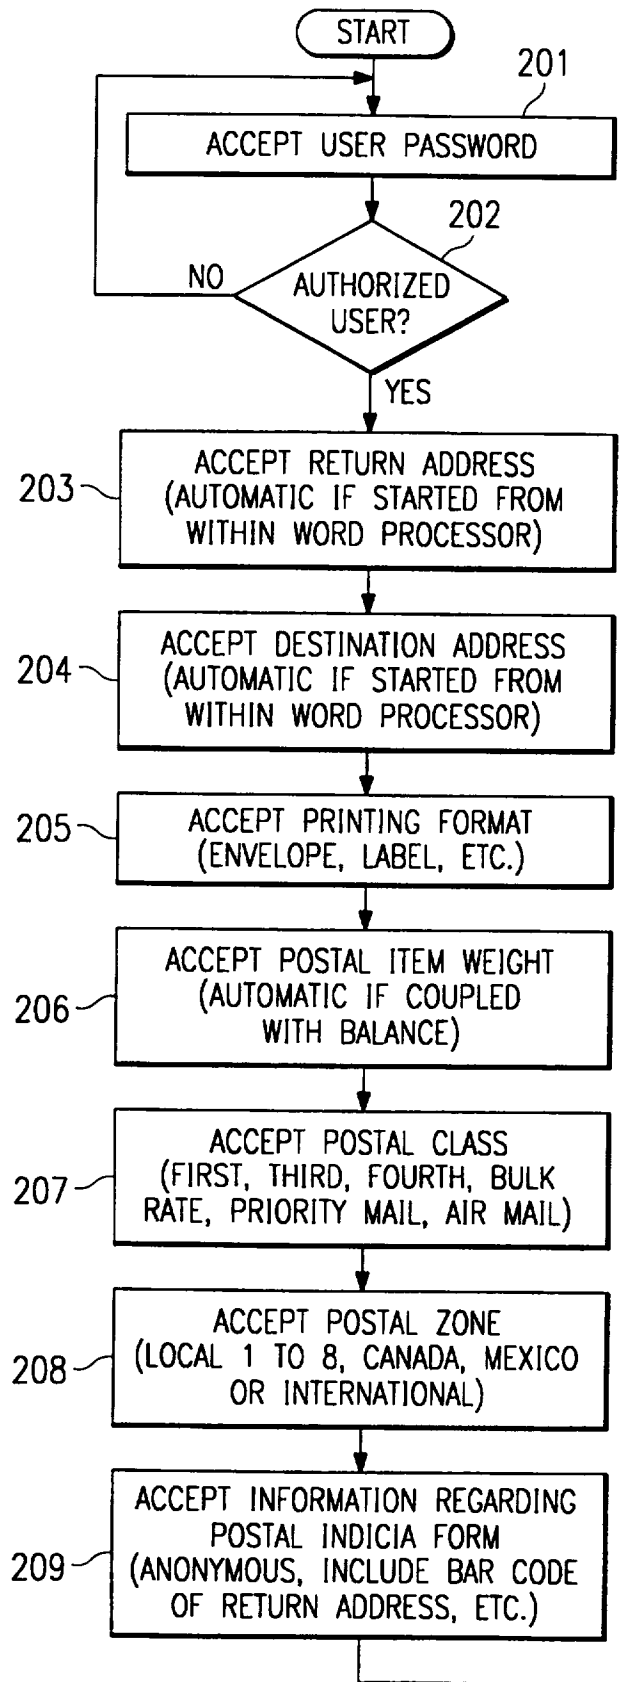 START
201
ACCEPT USER PASSWORD
202
AUTHORIZED
USER?
NO
YES
203
ACCEPT RETURN ADDRESS
(AUTOMATIC IF STARTED FROM
WITHIN WORD PROCESSOR)
204
ACCEPT DESTINATION ADDRESS
(AUTOMATIC IF STARTED FROM
WITHIN WORD PROCESSOR)
205
ACCEPT PRINTING FORMAT
(ENVELOPE, LABEL, ETC.)
206
ACCEPT POSTAL ITEM WEIGHT
(AUTOMATIC IF COUPLED
WITH BALANCE)
207
ACCEPT POSTAL CLASS
(FIRST, THIRD, FOURTH, BULK
RATE, PRIORITY MAIL, AIR MAIL)
208
ACCEPT POSTAL ZONE
(LOCAL 1 TO 8, CANADA, MEXICO
OR INTERNATIONAL)
209
ACCEPT INFORMATION REGARDING
POSTAL INDICIA FORM
(ANONYMOUS, INCLUDE BAR CODE
OF RETURN ADDRESS, ETC.)